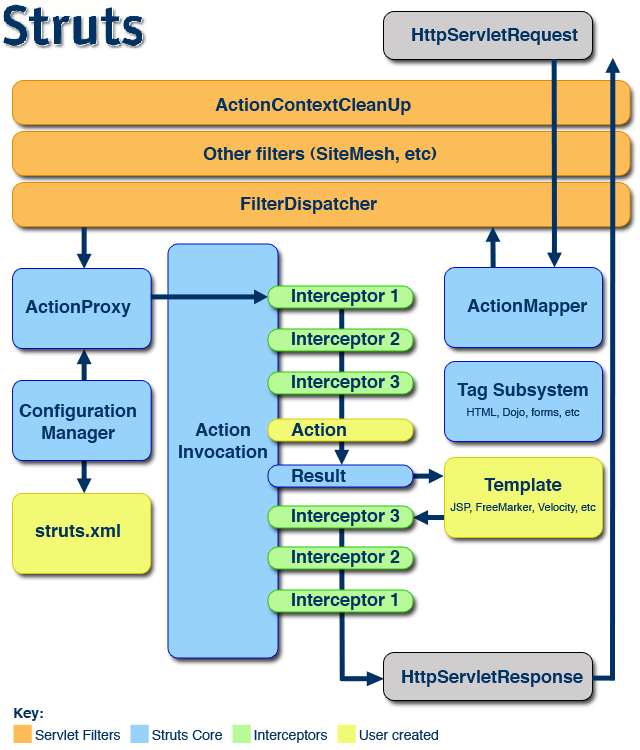 Struts
HttpServletRequest
ActionContextCleanUp
Other filters (SiteMesh, etc)
FilterDispatcher
ActionProxy
Interceptor 1
ActionMapper
Interceptor 2
Interceptor 3
Tag Subsystem
HTML, Dojo, forms, etc
Configuration
Manager
Action
Invocation
Action
Result
Template
JSP, FreeMarker, Velocity, etc
struts.xml
Interceptor 3
Interceptor 2
Interceptor 1
HttpServletResponse
Key:
Servlet Filters
Struts Core
Interceptors
User created